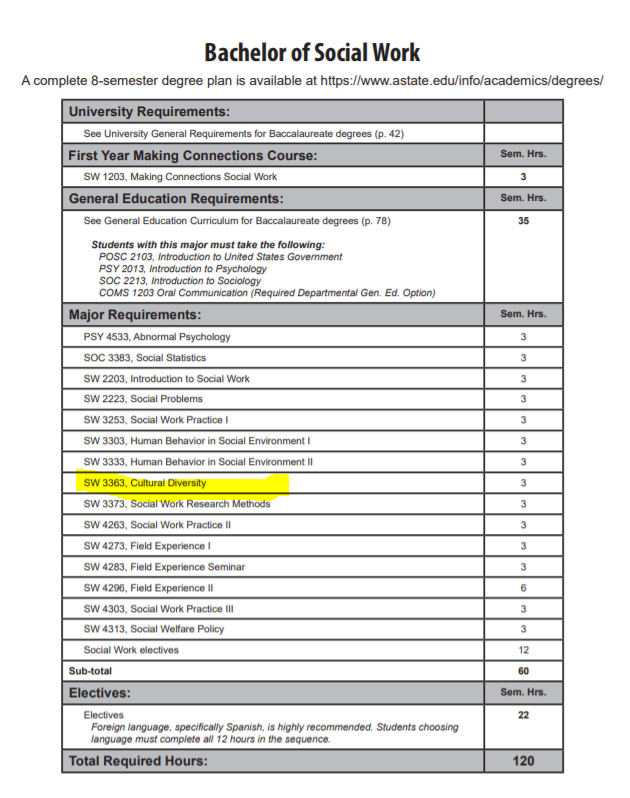 Bachelor of Social Work
A complete 8-semester degree plan is available at https://www.astate.edu/info/academics/degrees/
University Requirements:
See University General Requirements for Baccalaureate degrees (p. 42)
First Year Making Connections Course: Sem. Hrs.
SW 1203, Making Connections Social Work 3
General Education Requirements: Sem. Hrs.
See General Education Curriculum for Baccalaureate degrees (p. 78) 35
Students with this major must take the following:
POSC 2103, Introduction to United States Government
PSY 2013, Introduction to Psychology
SOC 2213, Introduction to Sociology
COMS 1203 Oral Communication (Required Departmental Gen. Ed. Option)
Major Requirements: Sem. Hrs.
PSY 4533, Abnormal Psychology 3
SOC 3383, Social Statistics 3
SW 2203, Introduction to Social Work 3
SW 2223, Social Problems 3
SW 3253, Social Work Practice I 3
SW 3303, Human Behavior in Social Environment I 3
SW 3333, Human Behavior in Social Environment II 3
SW 3363, Cultural Diversity 3
SW 3373, Social Work Research Methods 3
SW 4263, Social Work Practice II 3
SW 4273, Field Experience I 3
SW 4283, Field Experience Seminar 3
SW 4296, Field Experience II 6
SW 4303, Social Work Practice III 3
SW 4313, Social Welfare Policy 3
Social Work electives 12
Sub-total 60
Electives: Sem. Hrs.
Electives 22
Foreign language, specifically Spanish, is highly recommended. Students choosing
language must complete all 12 hours in the sequence.
Total Required Hours: 120